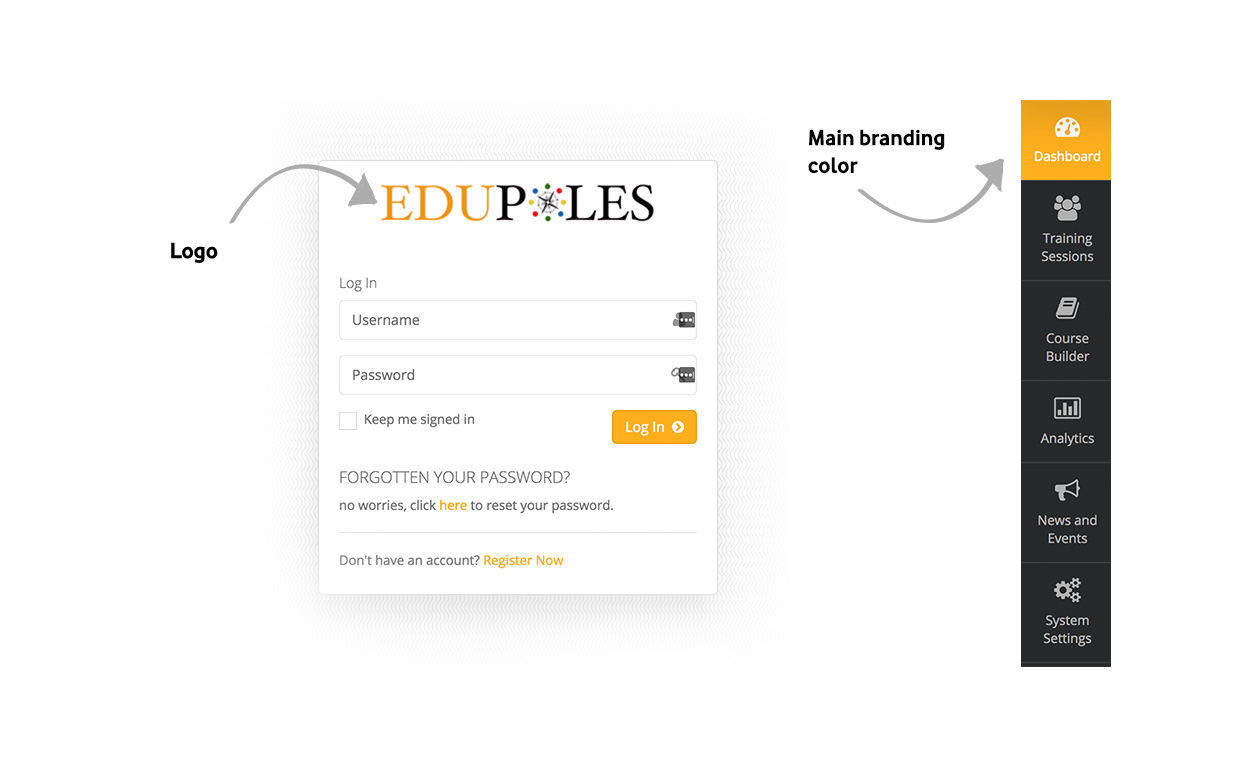 Logo
EDUPOLES
Log In
Username
Password
Keep me signed in
Log In
FORGOTTEN YOUR PASSWORD?
no worries, click here to reset your password.
Don't have an account? Register Now
Main branding
color
Dashboard
Training
Sessions
Course
Builder
Analytics
News and
Events
System
Settings